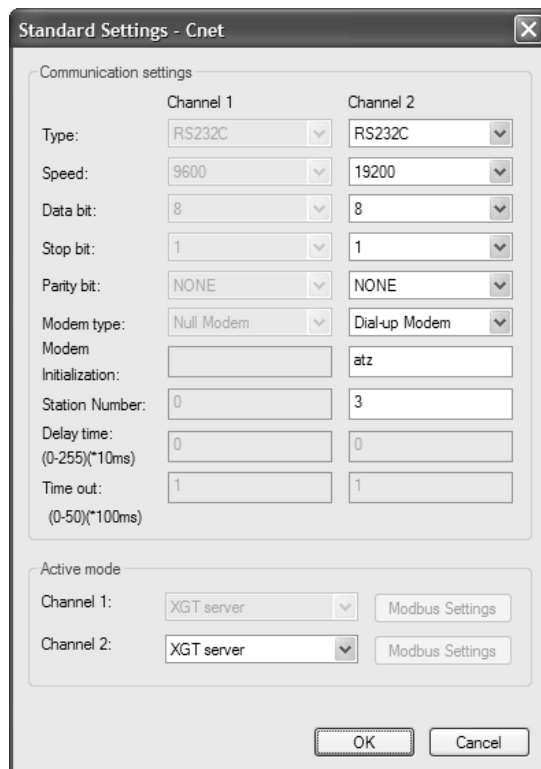 Standard Settings - Cnet
Communication settings
Channel 1 Channel 2
Type: RS232C RS232C
Speed: 9600 19200
Data bit: 8 8
Stop bit: 1 1
Parity bit: NONE NONE
Modem type: Null Modem Dial-up Modem
Modem
Initialization: atz
Station Number: 0 3
Delay time: 0 0
(0-255)(*10ms)
Time out: 1 1
(0-50)(*100ms)
Active mode
Channel 1: XGT server Modbus Settings
Channel 2: XGT server Modbus Settings
OK Cancel